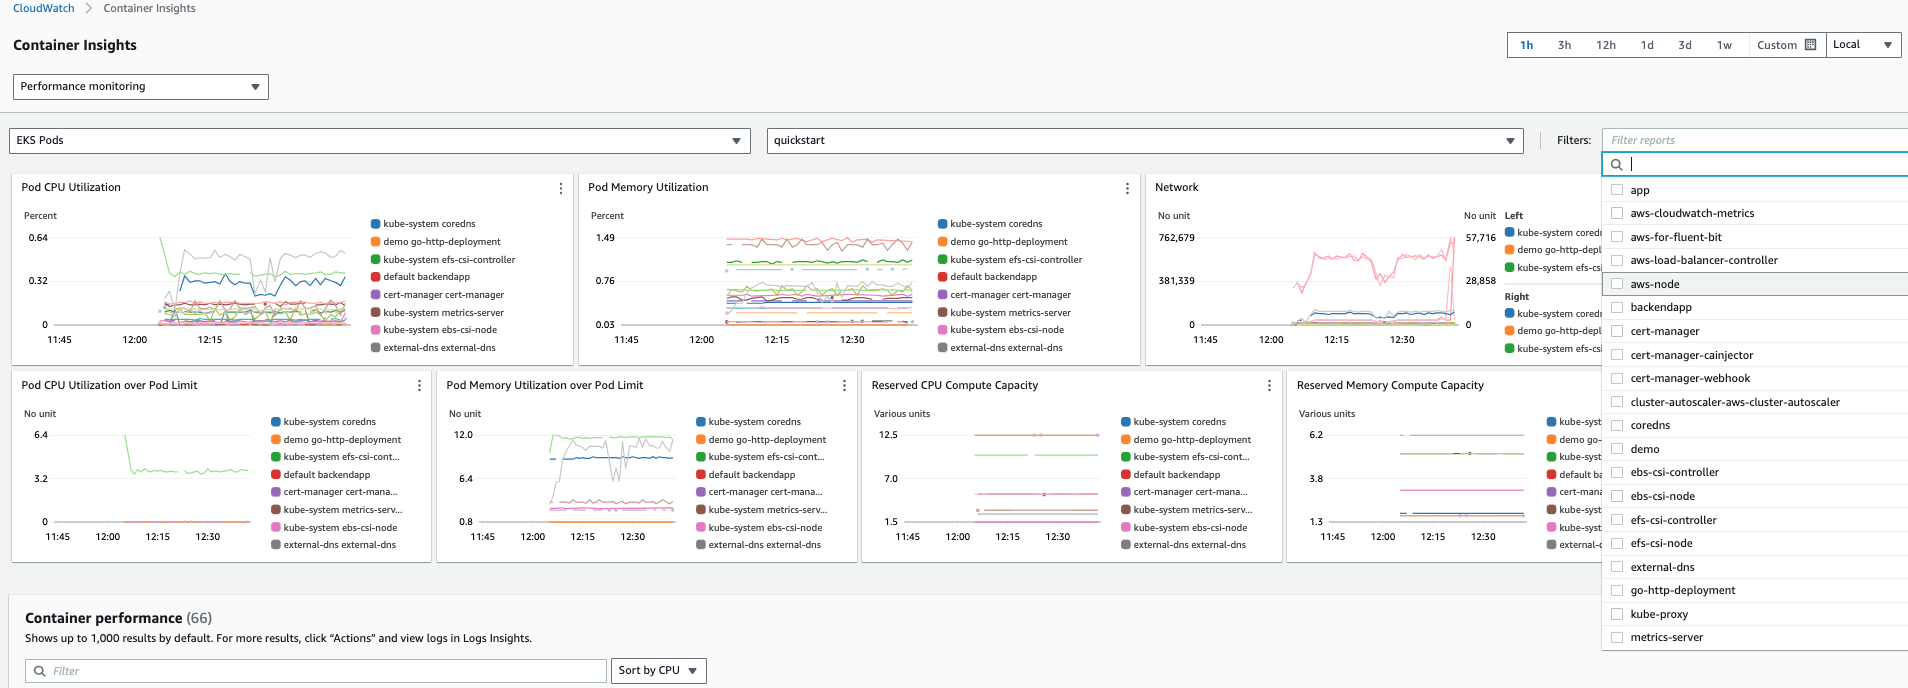 CloudWatch > Container Insights
Container Insights
1h 3h 12h 1d 3d 1w Custom Local
Performance monitoring
EKS Pods
quickstart
Filters:
Filter reports
app
aws-cloudwatch-metrics
aws-for-fluent-bit
aws-load-balancer-controller
aws-node
backendapp
cert-manager
cert-manager-cainjector
cert-manager-webhook
cluster-autoscaler-aws-cluster-autoscaler
coredns
demo
ebs-csi-controller
ebs-csi-node
efs-csi-controller
efs-csi-node
external-dns
go-http-deployment
kube-proxy
metrics-server
Pod CPU Utilization
Percent
0.64
0.32
0
11:45 12:00 12:15 12:30
kube-system coredns
demo go-http-deployment
kube-system efs-csi-controller
default backendapp
cert-manager cert-manager
kube-system metrics-server
kube-system ebs-csi-node
external-dns external-dns
Pod Memory Utilization
Percent
1.49
0.76
0.03
11:45 12:00 12:15 12:30
kube-system coredns
demo go-http-deployment
kube-system efs-csi-controller
default backendapp
cert-manager cert-manager
kube-system metrics-server
kube-system ebs-csi-node
external-dns external-dns
Network
No unit
762,679
381,339
0
No unit
57,716
28,858
0
11:45 12:00 12:15 12:30
Left
kube-system coredn
demo go-http-depl
kube-system efs-cs
Right
kube-system coredn
demo go-http-depl
kube-system efs-cs
Pod CPU Utilization over Pod Limit
No unit
6.4
3.2
0
11:45 12:00 12:15 12:30
kube-system coredns
demo go-http-deployment
kube-system efs-csi-cont...
default backendapp
cert-manager cert-mana...
kube-system metrics-serv...
kube-system ebs-csi-node
external-dns external-dns
Pod Memory Utilization over Pod Limit
No unit
12.0
6.4
0.8
11:45 12:00 12:15 12:30
kube-system coredns
demo go-http-deployment
kube-system efs-csi-cont...
default backendapp
cert-manager cert-mana...
kube-system metrics-serv...
kube-system ebs-csi-node
external-dns external-dns
Reserved CPU Compute Capacity
Various units
12.5
7.0
1.5
11:45 12:00 12:15 12:30
kube-system coredns
demo go-http-deployment
kube-system efs-csi-cont...
default backendapp
cert-manager cert-mana...
kube-system metrics-serv...
kube-system ebs-csi-node
external-dns external-dns
Reserved Memory Compute Capacity
Various units
6.2
3.8
1.3
11:45 12:00 12:15 12:30
kube-syst
demo go-
kube-syst
default ba
cert-mana
kube-syst
kube-syst
external-d
Container performance (66)
Shows up to 1,000 results by default. For more results, click “Actions” and view logs in Logs Insights.
Filter
Sort by CPU